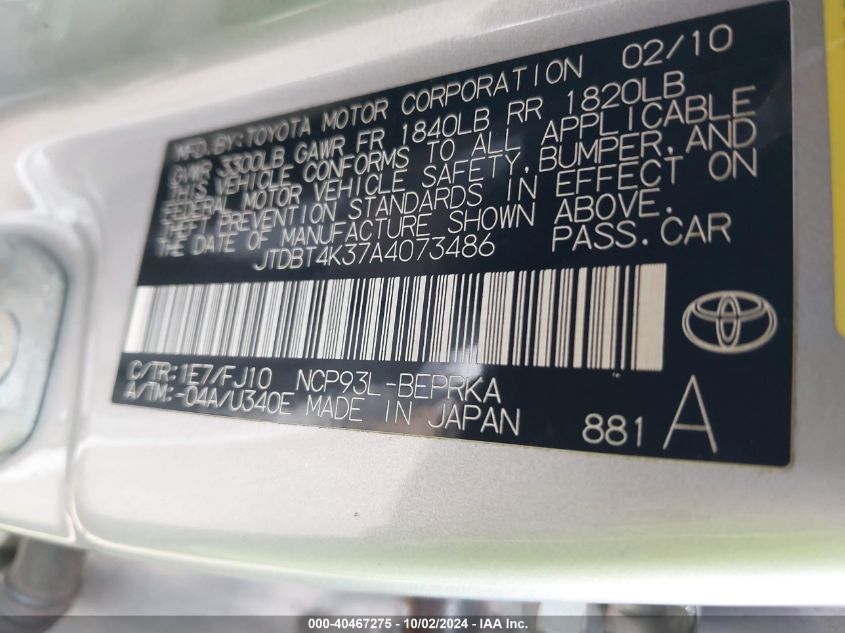 MFD. BY: TOYOTA MOTOR CORPORATION 02/10
GVWR 3300LB GAWR FR 1840LB RR 1820LB
THIS VEHICLE CONFORMS TO ALL APPLICABLE
FEDERAL MOTOR VEHICLE SAFETY, BUMPER, AND
THEFT PREVENTION STANDARDS IN EFFECT ON
THE DATE OF MANUFACTURE SHOWN ABOVE.
JTDBT4K37A4073486 PASS. CAR
C/TR: 1E7/FJ10 NCP93L-BEPRKA
A/TM: -04A/U340E MADE IN JAPAN 881 A
000-40467275 - 10/02/2024 - IAA Inc.